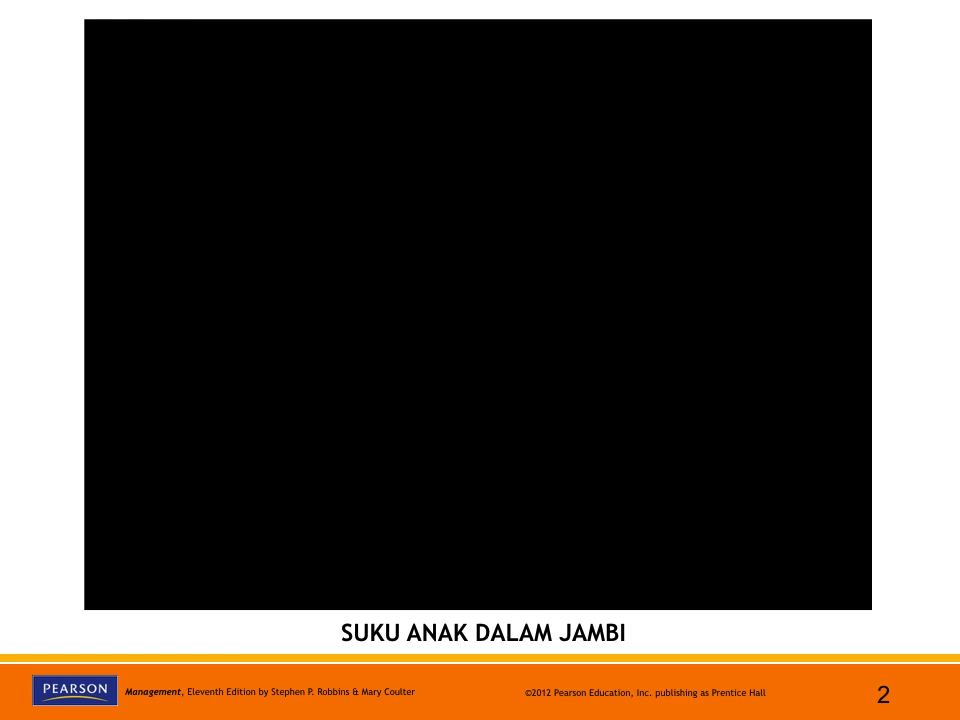 SUKU ANAK DALAM JAMBI
PEARSON
Management, Eleventh Edition by Stephen P. Robbins & Mary Coulter
©2012 Pearson Education, Inc. publishing as Prentice Hall
2